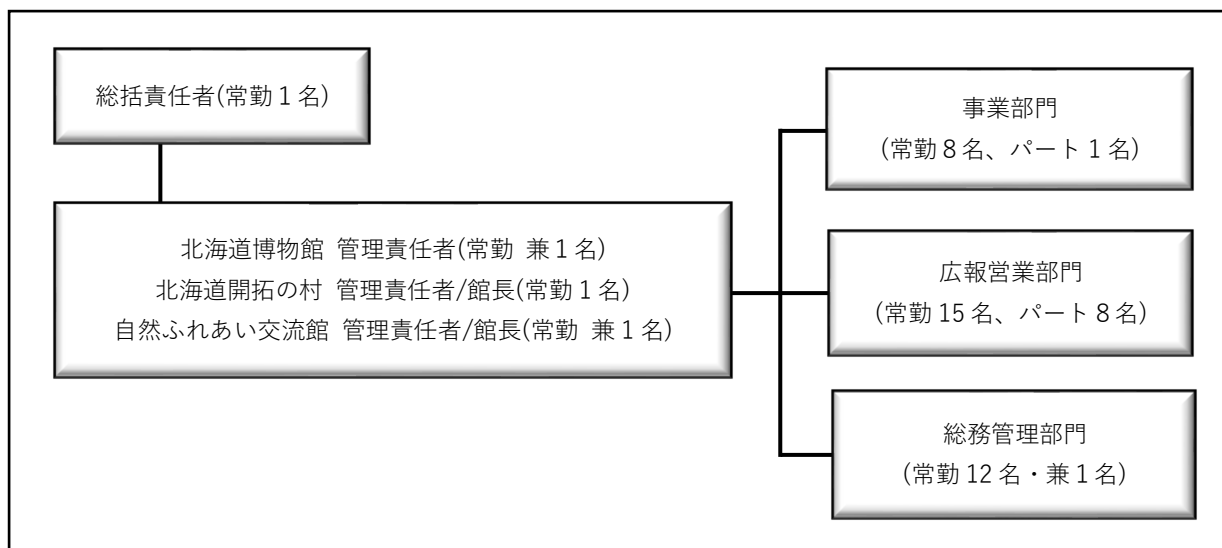 総括責任者(常勤1名)
北海道博物館 管理責任者(常勤 兼1名)
北海道開拓の村 管理責任者/館長(常勤1名)
自然ふれあい交流館 管理責任者/館長(常勤 兼1名)
事業部門
(常勤8名、パート1名)
広報営業部門
(常勤15名、パート8名)
総務管理部門
(常勤12名・兼1名)